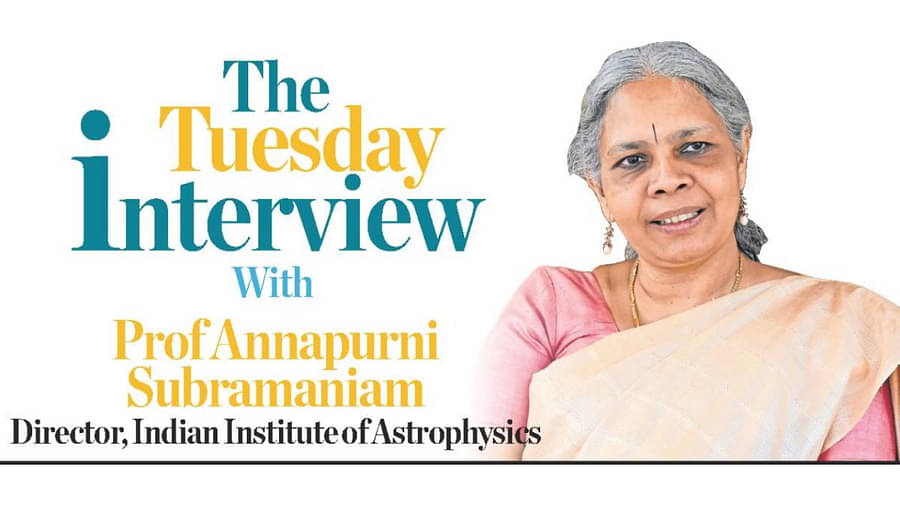 The
Tuesday
interview
With
Prof Annapurni
Subramaniam
Director, Indian Institute of Astrophysics